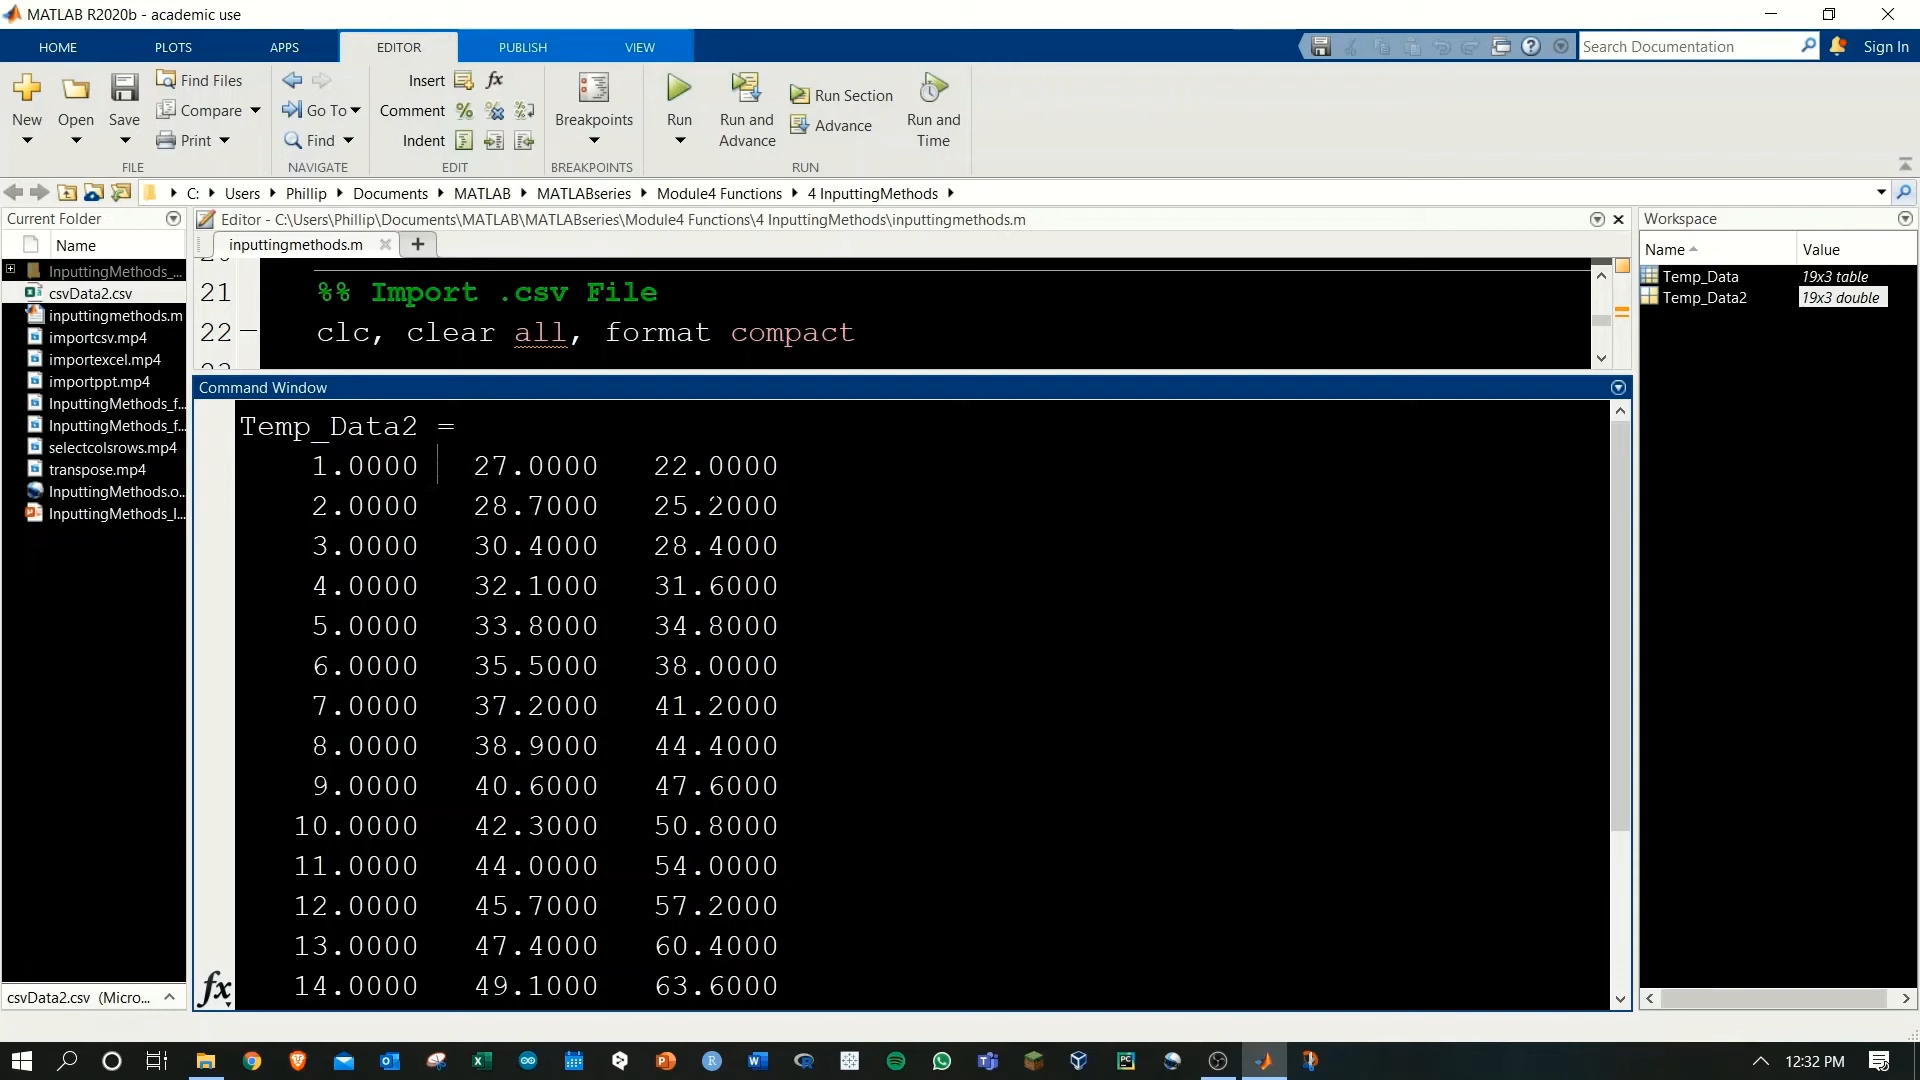 MATLAB R2020b - academic use
HOME PLOTS APPS EDITOR PUBLISH VIEW
Search Documentation
Sign In
New
Open
Save
Find Files
Compare
Print
FILE
Go To
Find
NAVIGATE
Insert
fx
Comment
Indent
EDIT
Breakpoints
BREAKPOINTS
Run
Run and
Advance
Run Section
Advance
Run and
Time
RUN
C: Users Phillip Documents MATLAB MATLABseries Module4 Functions 4 InputtingMethods
Current Folder
Name
InputtingMethods_...
csvData2.csv
inputtingmethods.m
importcsv.mp4
importexcel.mp4
importppt.mp4
InputtingMethods_f...
InputtingMethods_f...
selectcolsrows.mp4
transpose.mp4
InputtingMethods.o...
InputtingMethods_I...
csvData2.csv (Micro...
Editor - C:\Users\Phillip\Documents\MATLAB\MATLABseries\Module4 Functions\4 InputtingMethods\inputtingmethods.m
inputtingmethods.m
21 %% Import .csv File
22 clc, clear all, format compact
Command Window
Temp_Data2 =
1.0000 27.0000 22.0000
2.0000 28.7000 25.2000
3.0000 30.4000 28.4000
4.0000 32.1000 31.6000
5.0000 33.8000 34.8000
6.0000 35.5000 38.0000
7.0000 37.2000 41.2000
8.0000 38.9000 44.4000
9.0000 40.6000 47.6000
10.0000 42.3000 50.8000
11.0000 44.0000 54.0000
12.0000 45.7000 57.2000
13.0000 47.4000 60.4000
14.0000 49.1000 63.6000
fx
Workspace
Name Value
Temp_Data 19x3 table
Temp_Data2 19x3 double
12:32 PM